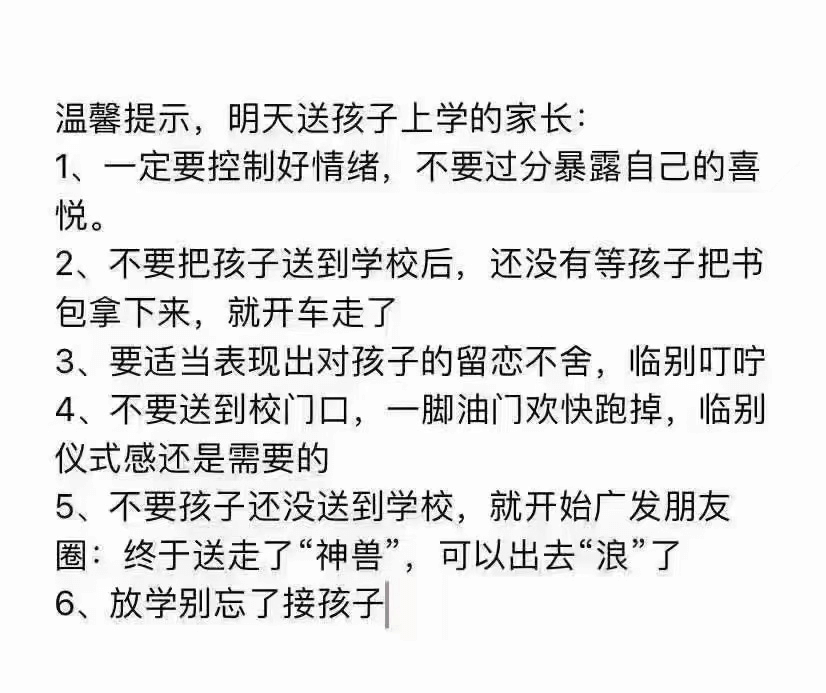 温馨提示，明天送孩子上学的家长：
1、一定要控制好情绪，不要过分暴露自己的喜
悦。
2、不要把孩子送到学校后，还没有等孩子把书
包拿下来，就开车走了
3、要适当表现出对孩子的留恋不舍，临别叮咛
4、不要送到校门口，一脚油门欢快跑掉，临别
仪式感还是需要的
5、不要孩子还没送到学校，就开始广发朋友
圈：终于送走了“神兽”，可以出去“浪”了
6、放学别忘了接孩子